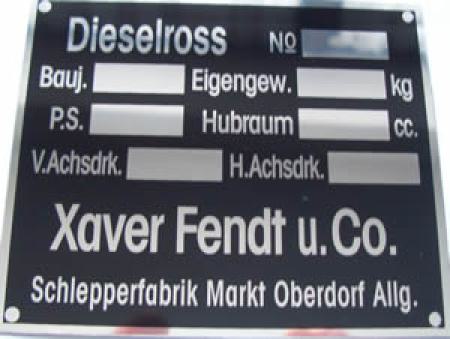 Dieselross No
Bauj. Eigengew. kg
P.S. Hubraum cc.
V.Achsdrk. H.Achsdrk.
Xaver Fendt u. Co.
Schlepperfabrik Markt Oberdorf Allg.